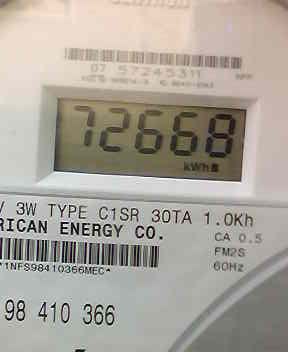 07 57245311
72668
kWh
V 3W TYPE C1SR 30TA 1.0Kh
RICAN ENERGY CO.
CA 0.5
FM2S
60Hz
*1NFS98410366MEC*
98 410 366